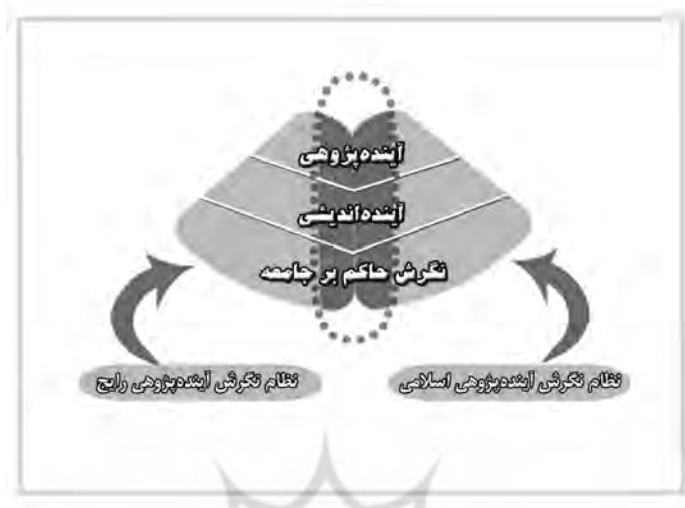 آینده‌پژوهی
آینده‌اندیشی
نگرش حاکم بر جامعه
نظام نگرش آینده‌پژوهی اسلامی
نظام نگرش آینده‌پژوهی رایج